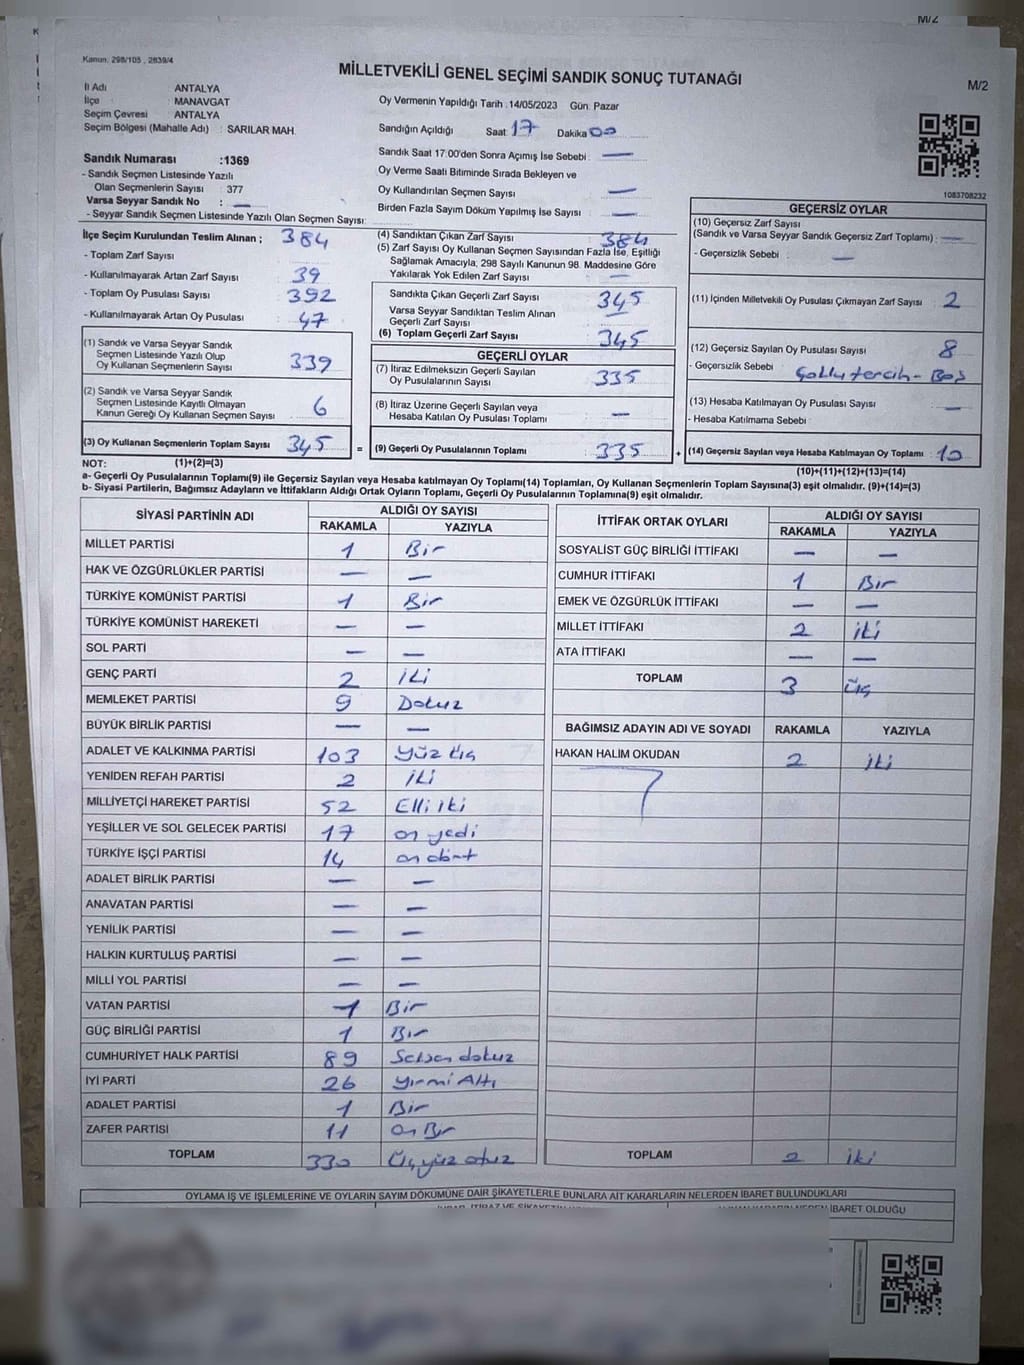 M/2
Kanun: 298/105 , 2839/4
MİLLETVEKİLİ GENEL SEÇİMİ SANDIK SONUÇ TUTANAĞI
M/2
İl Adı ANTALYA
İlçe : MANAVGAT
Seçim Çevresi : ANTALYA
Seçim Bölgesi (Mahalle Adı) : SARILAR MAH.
Oy Vermenin Yapıldığı Tarih :14/05/2023 Gün: Pazar
Sandığın Açıldığı Saat 17 Dakika 00
Sandık Saat 17:00'den Sonra Açımış İse Sebebi : —
Oy Verme Saati Bitiminde Sırada Bekleyen ve
Oy Kullandırılan Seçmen Sayısı —
Birden Fazla Sayım Döküm Yapılmış İse Sayısı —
1083708232
Sandık Numarası :1369
- Sandık Seçmen Listesinde Yazılı
Olan Seçmenlerin Sayısı : 377
Varsa Seyyar Sandık No : —
- Seyyar Sandık Seçmen Listesinde Yazılı Olan Seçmen Sayısı:
İlçe Seçim Kurulundan Teslim Alınan ; 384
- Toplam Zarf Sayısı
- Kullanılmayarak Artan Zarf Sayısı : 39
- Toplam Oy Pusulası Sayısı : 392
- Kullanılmayarak Artan Oy Pusulası : 47
(1) Sandık ve Varsa Seyyar Sandık
Seçmen Listesinde Yazılı Olup
Oy Kullanan Seçmenlerin Sayısı 339
(2) Sandık ve Varsa Seyyar Sandık
Seçmen Listesinde Kayıtlı Olmayan
Kanun Gereği Oy Kullanan Seçmen Sayısı 6
(3) Oy Kullanan Seçmenlerin Toplam Sayısı 345 =
(4) Sandıktan Çıkan Zarf Sayısı 384
(5) Zarf Sayısı Oy Kullanan Seçmen Sayısından Fazla İse, Eşitliği
Sağlamak Amacıyla, 298 Sayılı Kanunun 98. Maddesine Göre
Yakılarak Yok Edilen Zarf Sayısı —
Sandıkta Çıkan Geçerli Zarf Sayısı 345
Varsa Seyyar Sandıktan Teslim Alınan
Geçerli Zarf Sayısı —
(6) Toplam Geçerli Zarf Sayısı 345
GEÇERLİ OYLAR
(7) İtiraz Edilmeksizin Geçerli Sayılan
Oy Pusulalarının Sayısı 335
(8) İtiraz Üzerine Geçerli Sayılan veya
Hesaba Katılan Oy Pusulaları Toplamı —
(9) Geçerli Oy Pusulalarının Toplamı 335 +
GEÇERSİZ OYLAR
(10) Geçersiz Zarf Sayısı
(Sandık ve Varsa Seyyar Sandık Geçersiz Zarf Toplamı) : —
- Geçersizlik Sebebi : —
(11) İçinden Milletvekili Oy Pusulası Çıkmayan Zarf Sayısı : 2
(12) Geçersiz Sayılan Oy Pusulası Sayısı : 8
- Geçersizlik Sebebi : Çoklu tercih - Boş
(13) Hesaba Katılmayan Oy Pusulası Sayısı : —
- Hesaba Katılmama Sebebi :
(14) Geçersiz Sayılan veya Hesaba Katılmayan Oy Toplamı : 10
NOT: (1)+(2)=(3) (10)+(11)+(12)+(13)=(14)
a- Geçerli Oy Pusulalarının Toplamı(9) ile Geçersiz Sayılan veya Hesaba katılmayan Oy Toplamı(14) Toplamları, Oy Kullanan Seçmenlerin Toplam Sayısına(3) eşit olmalıdır. (9)+(14)=(3)
b- Siyasi Partilerin, Bağımsız Adayların ve İttifakların Aldığı Ortak Oyların Toplamı, Geçerli Oy Pusulalarının Toplamına(9) eşit olmalıdır.
SİYASİ PARTİNİN ADI ALDIĞI OY SAYISI
RAKAMLA YAZIYLA
MİLLET PARTİSİ 1 Bir
HAK VE ÖZGÜRLÜKLER PARTİSİ — —
TÜRKİYE KOMÜNİST PARTİSİ 1 Bir
TÜRKİYE KOMÜNİST HAREKETİ — —
SOL PARTİ — —
GENÇ PARTİ 2 iki
MEMLEKET PARTİSİ 9 Dokuz
BÜYÜK BİRLİK PARTİSİ — —
ADALET VE KALKINMA PARTİSİ 103 Yüz üç
YENİDEN REFAH PARTİSİ 2 iki
MİLLİYETÇİ HAREKET PARTİSİ 52 Elli iki
YEŞİLLER VE SOL GELECEK PARTİSİ 17 on yedi
TÜRKİYE İŞÇİ PARTİSİ 14 on dört
ADALET BİRLİK PARTİSİ — —
ANAVATAN PARTİSİ — —
YENİLİK PARTİSİ — —
HALKIN KURTULUŞ PARTİSİ — —
MİLLİ YOL PARTİSİ — —
VATAN PARTİSİ 1 Bir
GÜÇ BİRLİĞİ PARTİSİ 1 Bir
CUMHURİYET HALK PARTİSİ 89 Seksen dokuz
İYİ PARTİ 26 Yirmi Altı
ADALET PARTİSİ 1 Bir
ZAFER PARTİSİ 11 on Bir
TOPLAM 330 Üç yüz otuz
İTTİFAK ORTAK OYLARI ALDIĞI OY SAYISI
RAKAMLA YAZIYLA
SOSYALİST GÜÇ BİRLİĞİ İTTİFAKI — —
CUMHUR İTTİFAKI 1 Bir
EMEK VE ÖZGÜRLÜK İTTİFAKI — —
MİLLET İTTİFAKI 2 iki
ATA İTTİFAKI — —
TOPLAM 3 üç
BAĞIMSIZ ADAYIN ADI VE SOYADI RAKAMLA YAZIYLA
HAKAN HALIM OKUDAN 2 iki
TOPLAM 2 iki
OYLAMA İŞ VE İŞLEMLERİNE VE OYLARIN SAYIM DÖKÜMÜNE DAİR ŞİKAYETLERLE BUNLARA AİT KARARLARIN NELERDEN İBARET BULUNDUKLARI
İBARET OLDUĞU